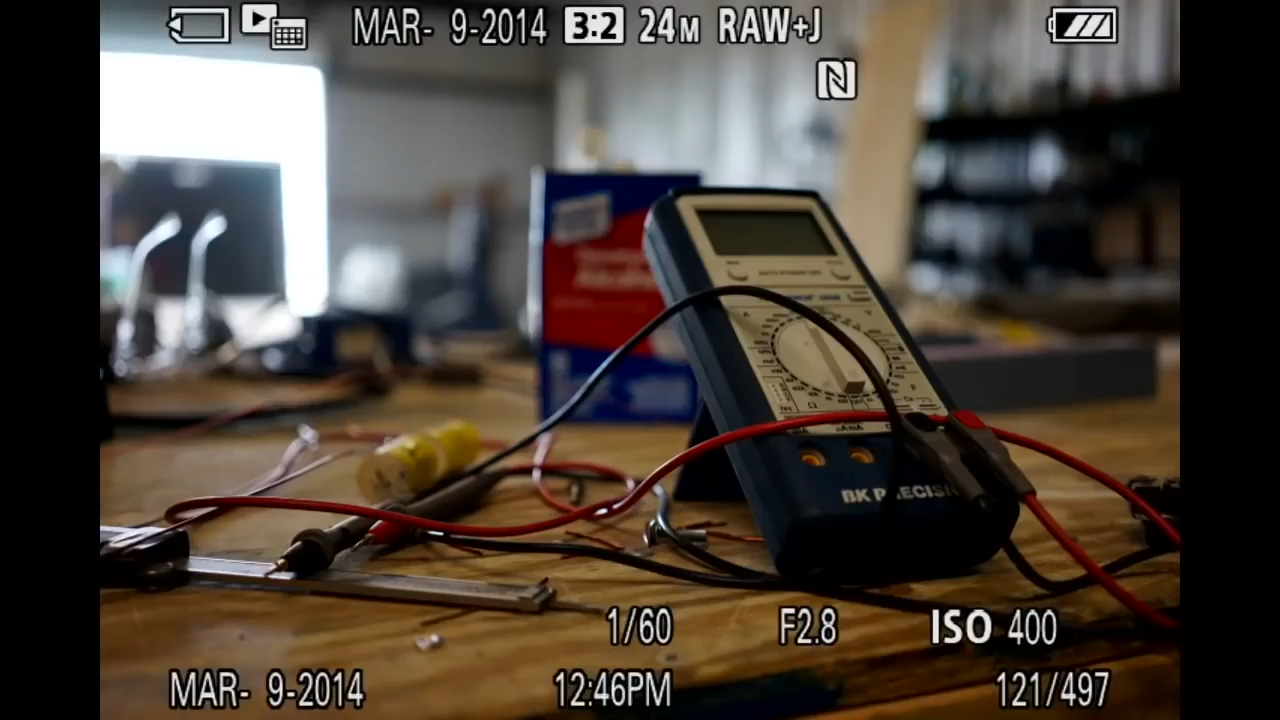 MAR- 9-2014 3:2 24M RAW+J
N
Alcohol
BK PRECISI
1/60 F2.8 ISO 400
MAR- 9-2014 12:46PM 121/497